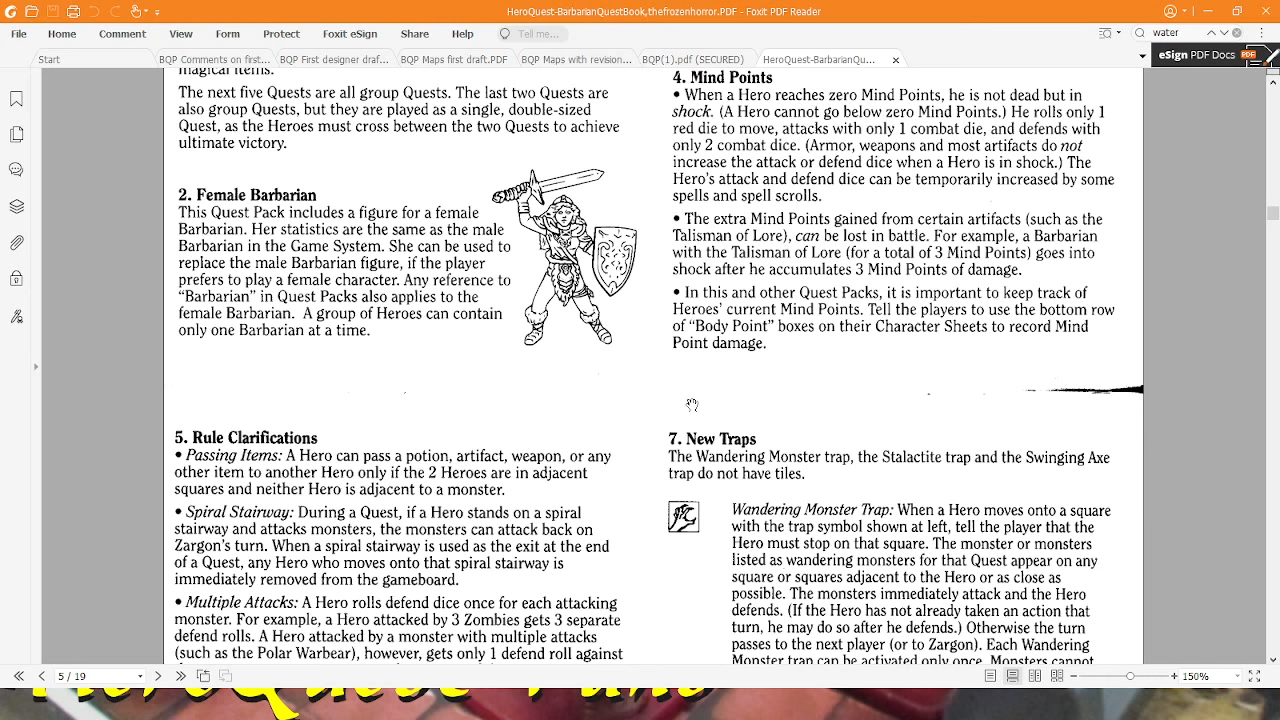 HeroQuest-BarbarianQuestBook,thefrozenhorror.PDF - Foxit PDF Reader
File Home Comment View Form Protect Foxit eSign Share Help Tell me... water
eSign PDF Docs
Start BQP Comments on first... BQP First designer draf... BQP Maps first draft.PDF BQP Maps with revision... BQP(1).pdf (SECURED) HeroQuest-BarbarianQu...
magical items.
The next five Quests are all group Quests. The last two Quests are
also group Quests, but they are played as a single, double-sized
Quest, as the Heroes must cross between the two Quests to achieve
ultimate victory.
2. Female Barbarian
This Quest Pack includes a figure for a female
Barbarian. Her statistics are the same as the male
Barbarian in the Game System. She can be used to
replace the male Barbarian figure, if the player
prefers to play a female character. Any reference to
“Barbarian” in Quest Packs also applies to the
female Barbarian. A group of Heroes can contain
only one Barbarian at a time.
4. Mind Points
• When a Hero reaches zero Mind Points, he is not dead but in
shock. (A Hero cannot go below zero Mind Points.) He rolls only 1
red die to move, attacks with only 1 combat die, and defends with
only 2 combat dice. (Armor, weapons and most artifacts do not
increase the attack or defend dice when a Hero is in shock.) The
Hero's attack and defend dice can be temporarily increased by some
spells and spell scrolls.
• The extra Mind Points gained from certain artifacts (such as the
Talisman of Lore), can be lost in battle. For example, a Barbarian
with the Talisman of Lore (for a total of 3 Mind Points) goes into
shock after he accumulates 3 Mind Points of damage.
• In this and other Quest Packs, it is important to keep track of
Heroes' current Mind Points. Tell the players to use the bottom row
of “Body Point” boxes on their Character Sheets to record Mind
Point damage.
5. Rule Clarifications
• Passing Items: A Hero can pass a potion, artifact, weapon, or any
other item to another Hero only if the 2 Heroes are in adjacent
squares and neither Hero is adjacent to a monster.
• Spiral Stairway: During a Quest, if a Hero stands on a spiral
stairway and attacks monsters, the monsters can attack back on
Zargon's turn. When a spiral stairway is used as the exit at the end
of a Quest, any Hero who moves onto that spiral stairway is
immediately removed from the gameboard.
• Multiple Attacks: A Hero rolls defend dice once for each attacking
monster. For example, a Hero attacked by 3 Zombies gets 3 separate
defend rolls. A Hero attacked by a monster with multiple attacks
(such as the Polar Warbear), however, gets only 1 defend roll against
7. New Traps
The Wandering Monster trap, the Stalactite trap and the Swinging Axe
trap do not have tiles.
Wandering Monster Trap: When a Hero moves onto a square
with the trap symbol shown at left, tell the player that the
Hero must stop on that square. The monster or monsters
listed as wandering monsters for that Quest appear on any
square or squares adjacent to the Hero or as close as
possible. The monsters immediately attack and the Hero
defends. (If the Hero has not already taken an action that
turn, he may do so after he defends.) Otherwise the turn
passes to the next player (or to Zargon). Each Wandering
Monster trap can be activated only once. Monsters cannot
5 / 19
150%